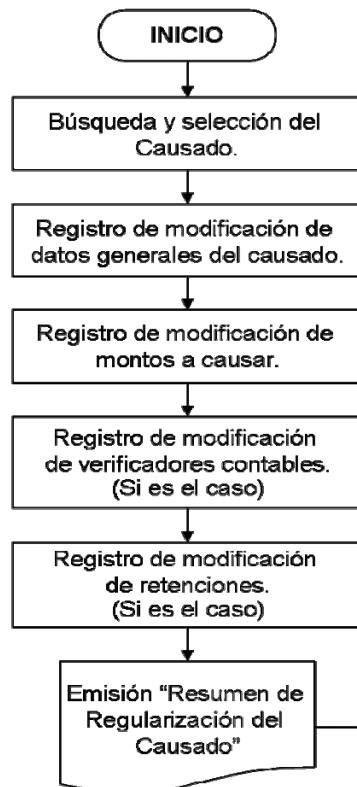 INICIO
Búsqueda y selección del
Causado.
Registro de modificación de
datos generales del causado.
Registro de modificación de
montos a causar.
Registro de modificación
de verificadores contables.
(Si es el caso)
Registro de modificación
de retenciones.
(Si es el caso)
Emisión “Resumen de
Regularización del
Causado”